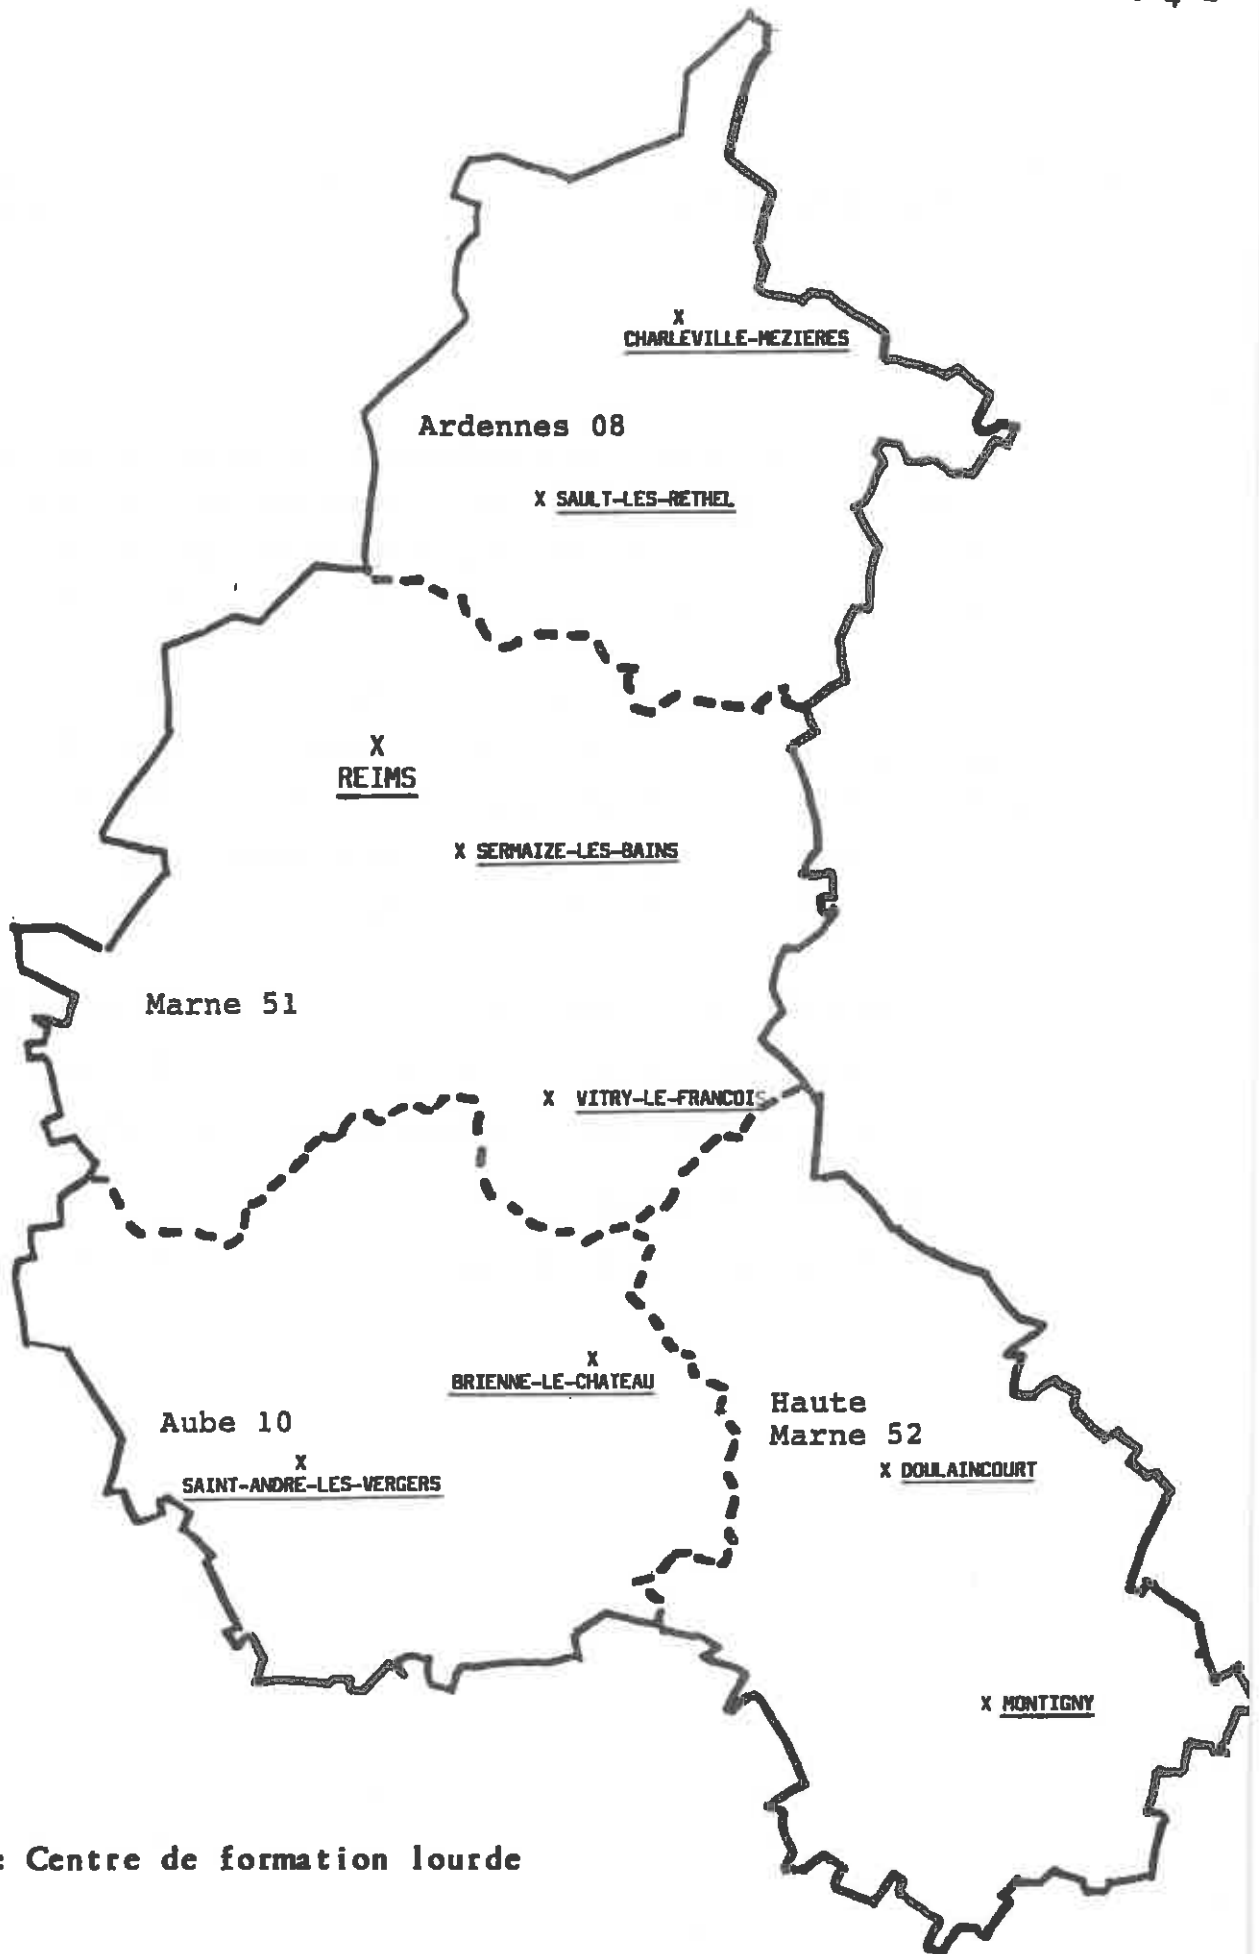 X
CHARLEVILLE-MEZIERES
Ardennes 08
X SAULT-LES-RETHEL
X
REIMS
X SERMAIZE-LES-BAINS
Marne 51
X VITRY-LE-FRANCOIS
X
BRIENNE-LE-CHATEAU
Haute
Marne 52
Aube 10
X
SAINT-ANDRE-LES-VERGERS
X DOULAINCOURT
X MONTIGNY
: Centre de formation lourde